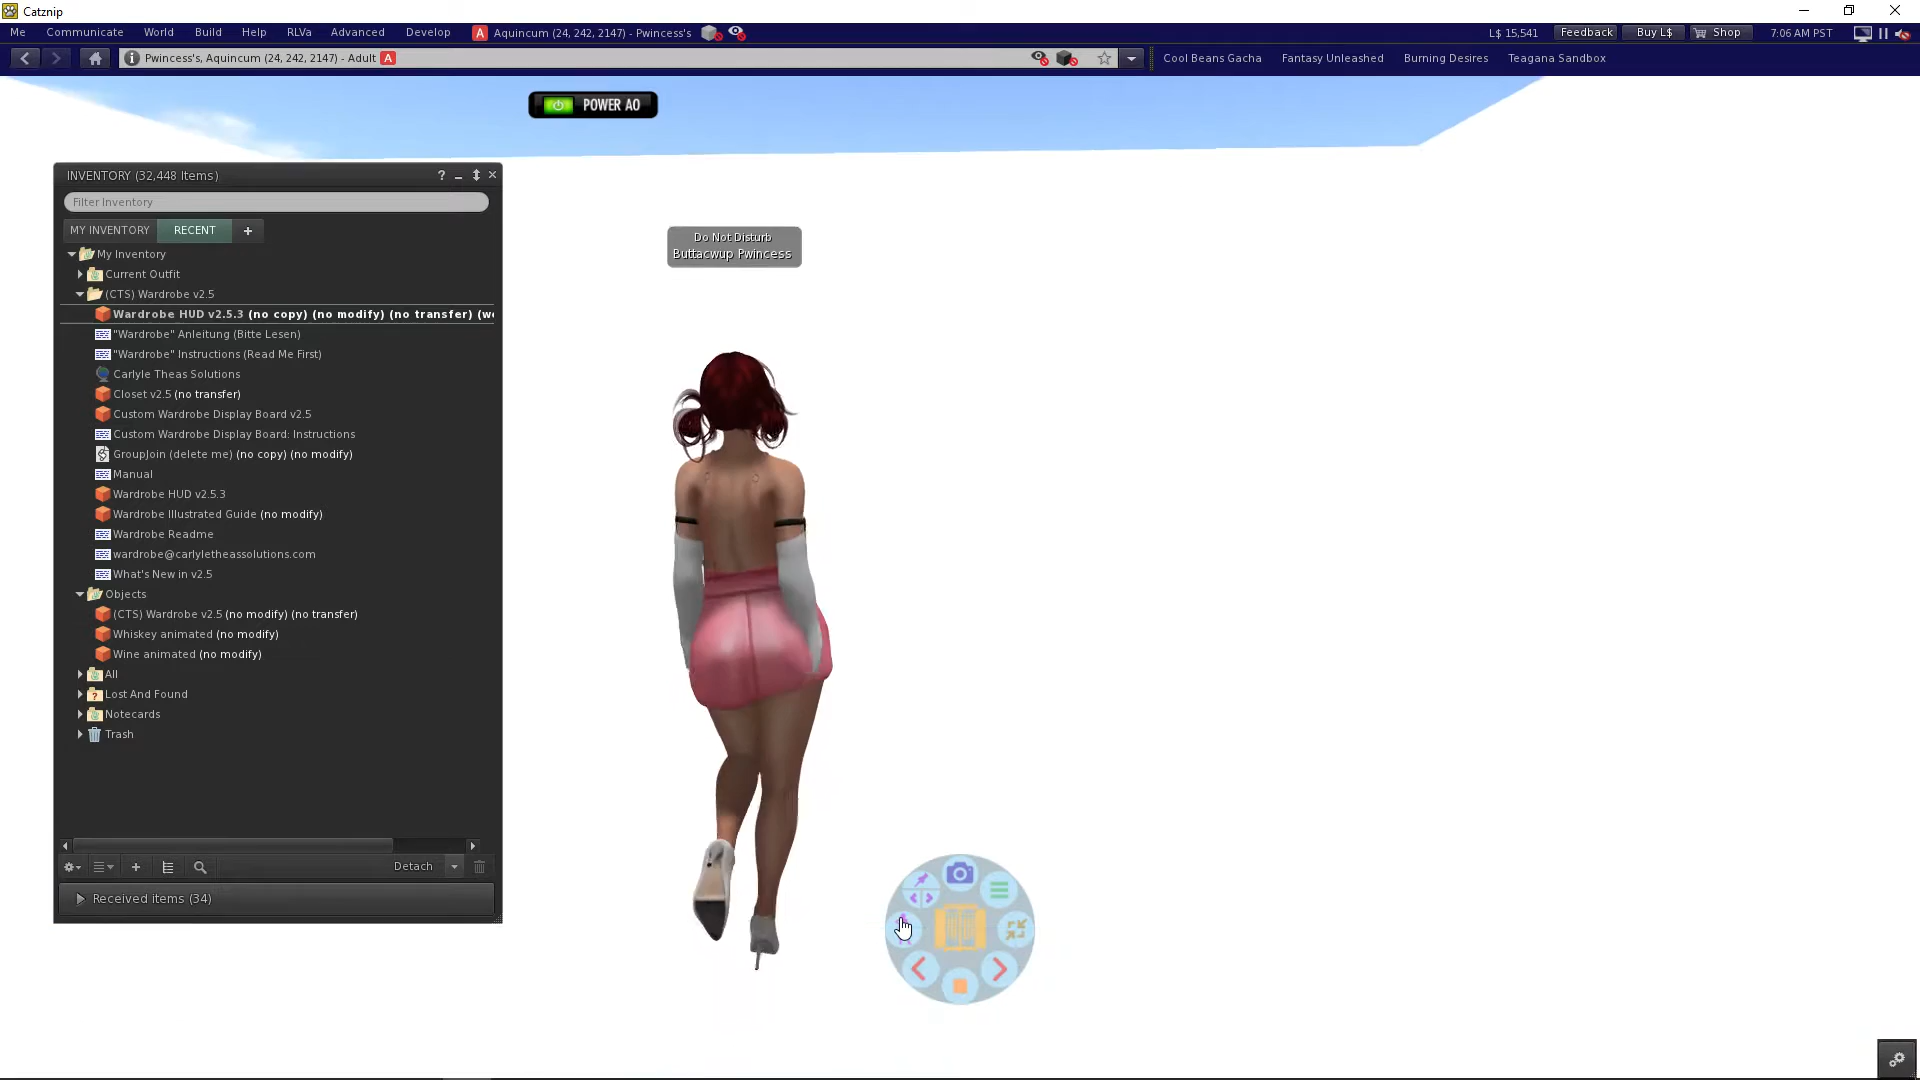 Catznip
Me Communicate World Build Help RLVa Advanced Develop A Aquincum (24, 242, 2147) - Pwincess's L$ 15,541 Feedback Buy L$ Shop 7:06 AM PST
Pwincess's, Aquincum (24, 242, 2147) - Adult A Cool Beans Gacha Fantasy Unleashed Burning Desires Teagana Sandbox
POWER AO
INVENTORY (32,448 Items) ?
Filter Inventory
MY INVENTORY RECENT +
My Inventory
Current Outfit
(CTS) Wardrobe v2.5
Wardrobe HUD v2.5.3 (no copy) (no modify) (no transfer) (w
"Wardrobe" Anleitung (Bitte Lesen)
"Wardrobe" Instructions (Read Me First)
Carlyle Theas Solutions
Closet v2.5 (no transfer)
Custom Wardrobe Display Board v2.5
Custom Wardrobe Display Board: Instructions
GroupJoin (delete me) (no copy) (no modify)
Manual
Wardrobe HUD v2.5.3
Wardrobe Illustrated Guide (no modify)
Wardrobe Readme
wardrobe@carlyletheassolutions.com
What's New in v2.5
Objects
(CTS) Wardrobe v2.5 (no modify) (no transfer)
Whiskey animated (no modify)
Wine animated (no modify)
All
Lost And Found
Notecards
Trash
Detach
Received items (34)
Do Not Disturb
Buttacwup Pwincess